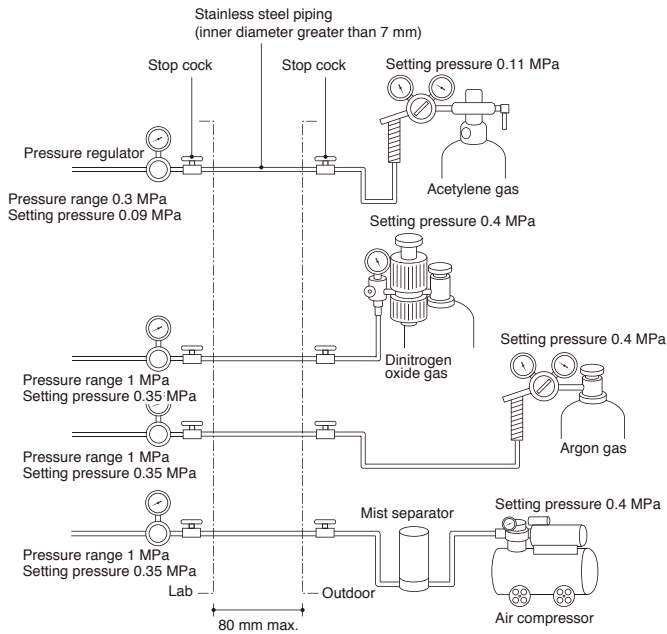 Stainless steel piping
(inner diameter greater than 7 mm)
Stop cock
Stop cock
Setting pressure 0.11 MPa
Pressure regulator
Acetylene gas
Pressure range 0.3 MPa
Setting pressure 0.09 MPa
Setting pressure 0.4 MPa
Dinitrogen
oxide gas
Setting pressure 0.4 MPa
Pressure range 1 MPa
Setting pressure 0.35 MPa
Argon gas
Pressure range 1 MPa
Setting pressure 0.35 MPa
Mist separator
Setting pressure 0.4 MPa
Pressure range 1 MPa
Setting pressure 0.35 MPa
Lab
Outdoor
Air compressor
80 mm max.